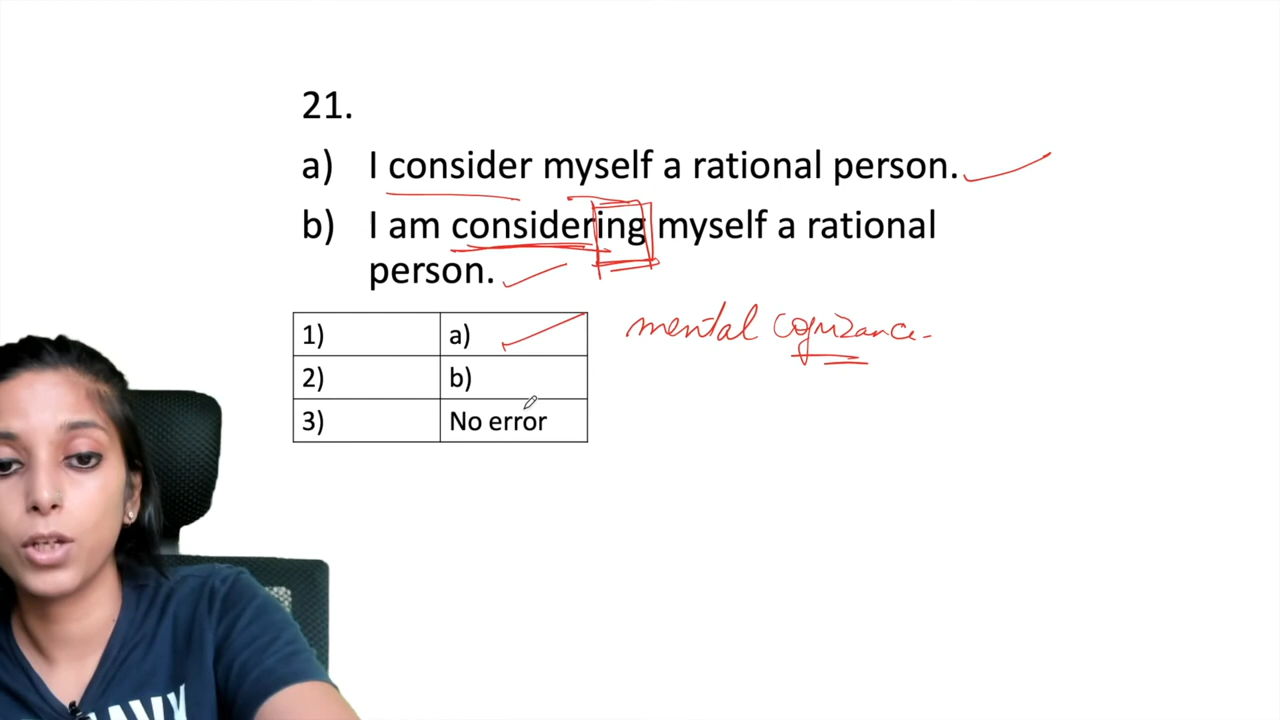 21.
a) I consider myself a rational person.
b) I am considering myself a rational
person.
1) a)
2) b)
3) No error
mental cognizance.